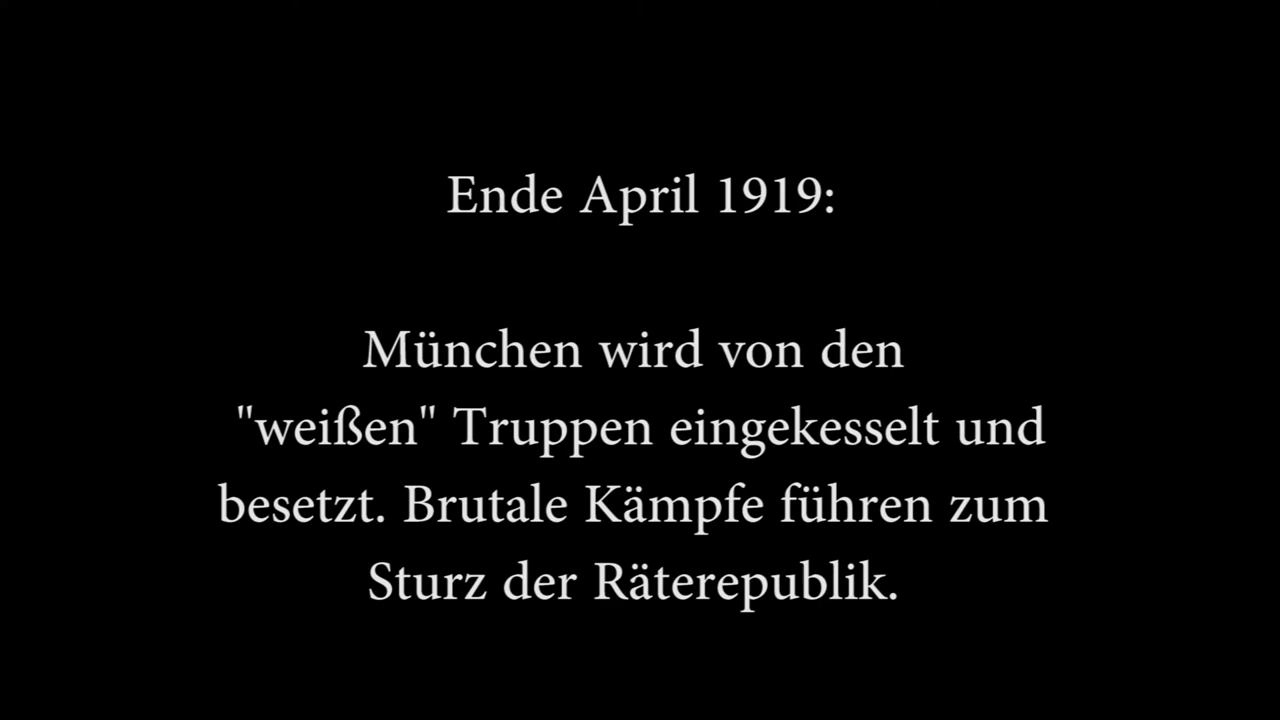 Ende April 1919:
München wird von den
"weißen" Truppen eingekesselt und
besetzt. Brutale Kämpfe führen zum
Sturz der Räterepublik.